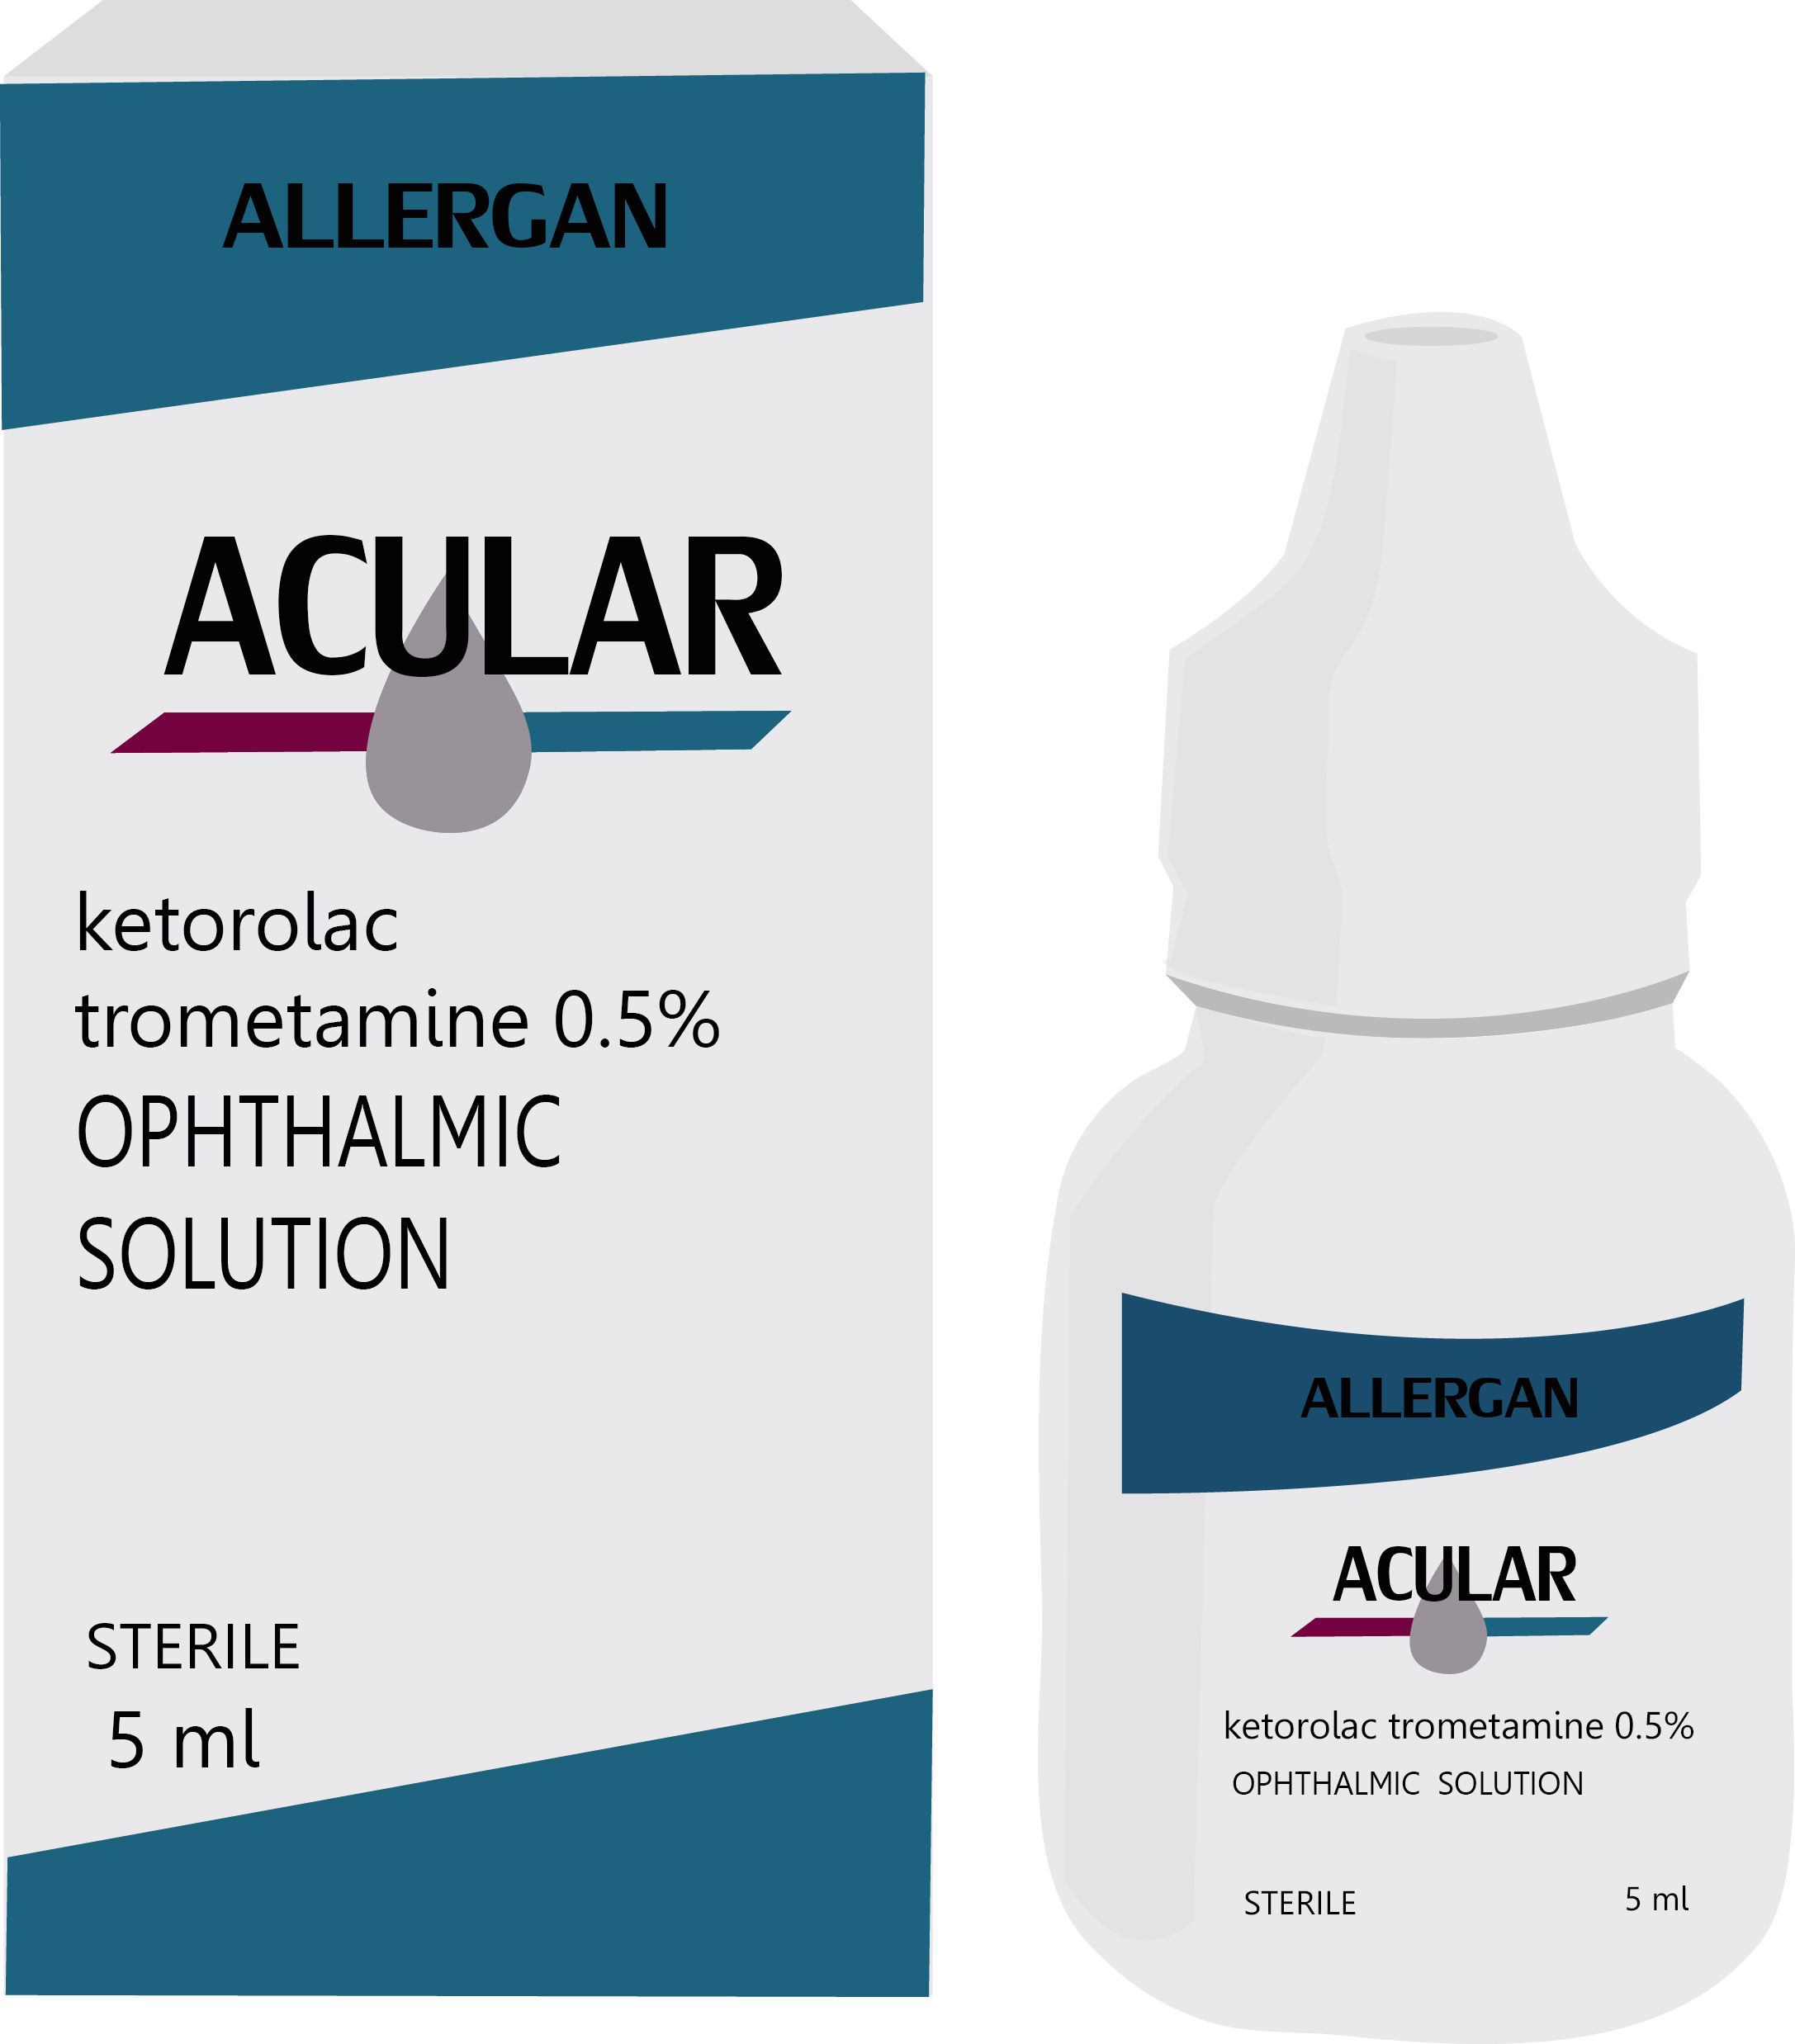 ALLERGAN
ACULAR
ketorolac
trometamine 0.5%
OPHTHALMIC
SOLUTION
STERILE
5 ml
ALLERGAN
ACULAR
ketorolac trometamine 0.5%
OPHTHALMIC SOLUTION
STERILE 5 ml